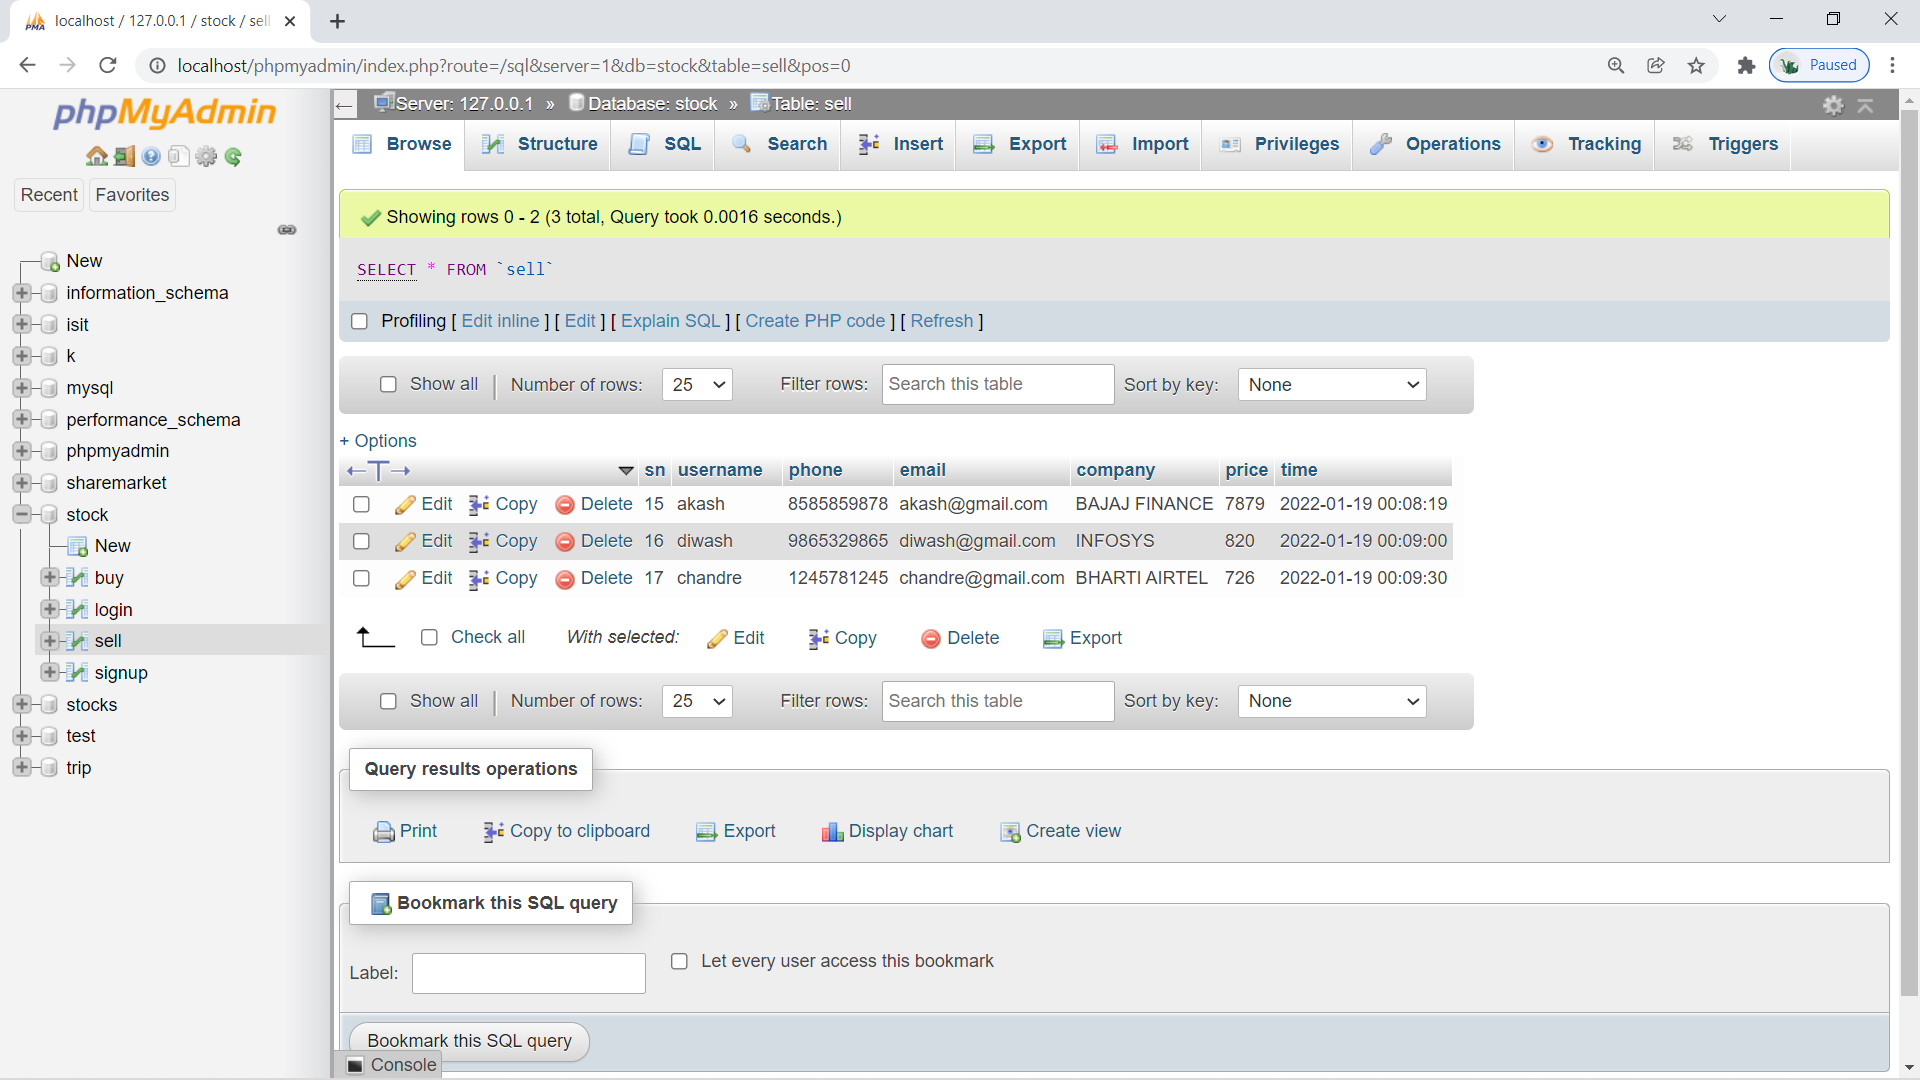 localhost / 127.0.0.1 / stock / sell
localhost/phpmyadmin/index.php?route=/sql&server=1&db=stock&table=sell&pos=0
Paused
phpMyAdmin
Recent Favorites
New
information_schema
isit
k
mysql
performance_schema
phpmyadmin
sharemarket
stock
New
buy
login
sell
signup
stocks
test
trip
Server: 127.0.0.1 » Database: stock » Table: sell
Browse Structure SQL Search Insert Export Import Privileges Operations Tracking Triggers
Showing rows 0 - 2 (3 total, Query took 0.0016 seconds.)
SELECT * FROM `sell`
Profiling [ Edit inline ] [ Edit ] [ Explain SQL ] [ Create PHP code ] [ Refresh ]
Show all Number of rows: 25 Filter rows: Search this table Sort by key: None
+ Options
sn username phone email company price time
Edit Copy Delete 15 akash 8585859878 akash@gmail.com BAJAJ FINANCE 7879 2022-01-19 00:08:19
Edit Copy Delete 16 diwash 9865329865 diwash@gmail.com INFOSYS 820 2022-01-19 00:09:00
Edit Copy Delete 17 chandre 1245781245 chandre@gmail.com BHARTI AIRTEL 726 2022-01-19 00:09:30
Check all With selected: Edit Copy Delete Export
Show all Number of rows: 25 Filter rows: Search this table Sort by key: None
Query results operations
Print Copy to clipboard Export Display chart Create view
Bookmark this SQL query
Label: Let every user access this bookmark
Bookmark this SQL query
Console